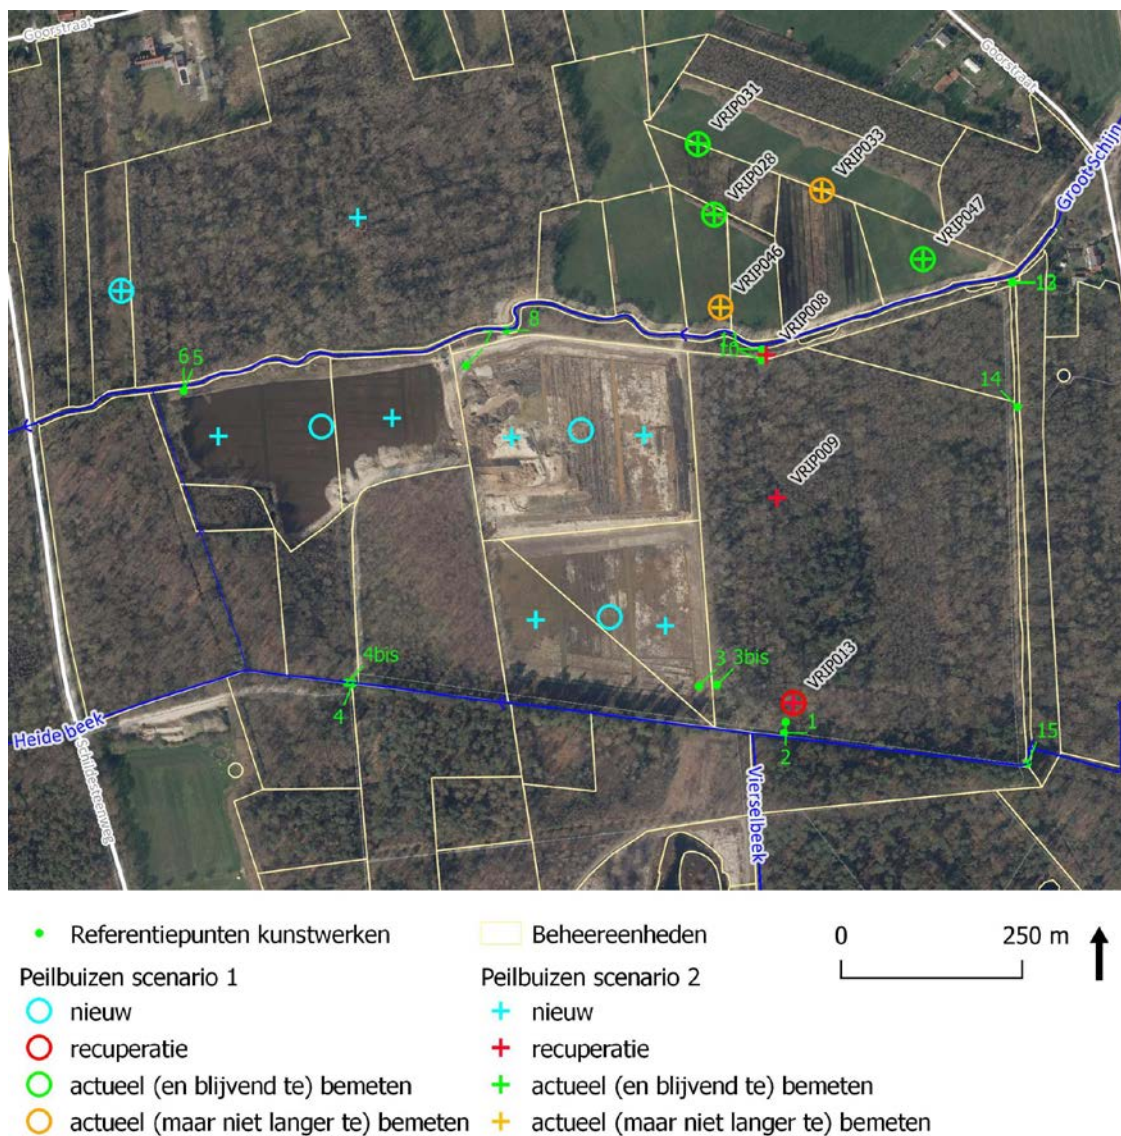 Goorstraat
Goorstraat
VRIP031
VRIP033
VRIP028
Groot Schijn
VRIP047
VRIP046
13
VRIP008
8
7
6
5
14
VRIP009
4bis
3
3bis
VRIP013
4
1
2
15
Heidebeek
Schildesteenweg
Vierselbeek
Referentiepunten kunstwerken
Beheereenheden
0 250 m
Peilbuizen scenario 1
Peilbuizen scenario 2
nieuw
nieuw
recuperatie
recuperatie
actueel (en blijvend te) bemeten
actueel (en blijvend te) bemeten
actueel (maar niet langer te) bemeten
actueel (maar niet langer te) bemeten